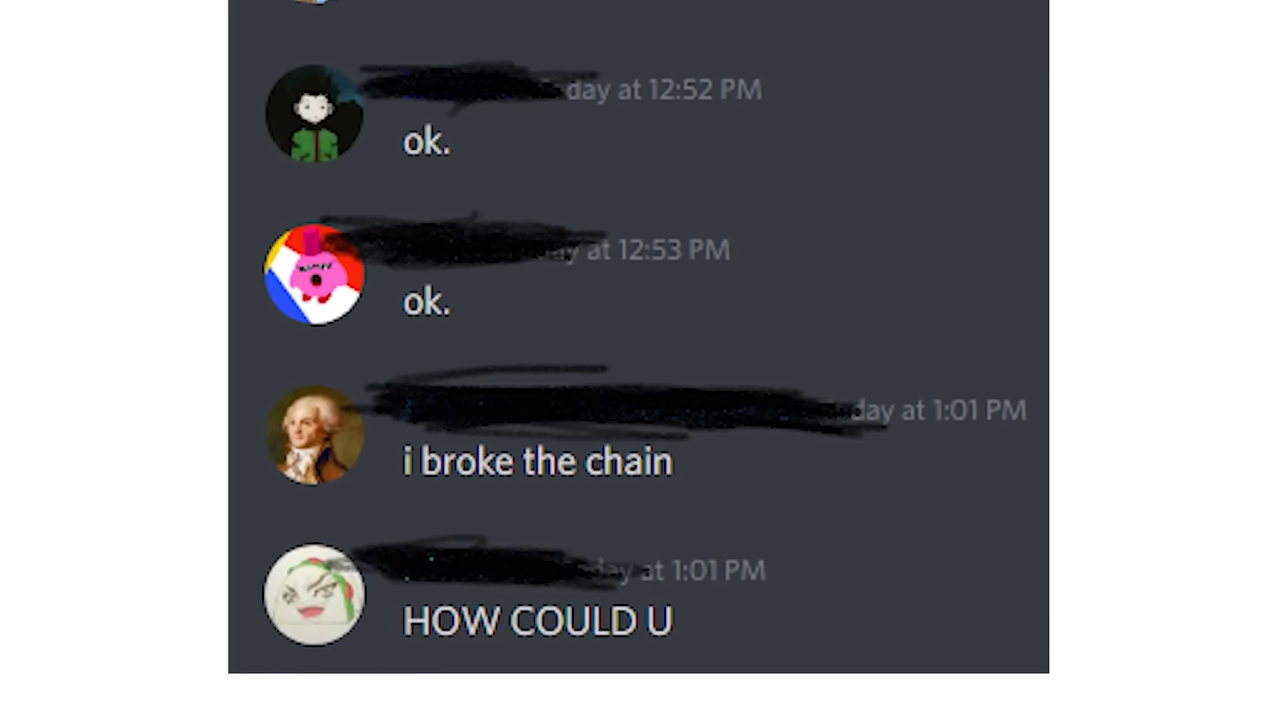 day at 12:52 PM
ok.
at 12:53 PM
ok.
day at 1:01 PM
i broke the chain
day at 1:01 PM
HOW COULD U